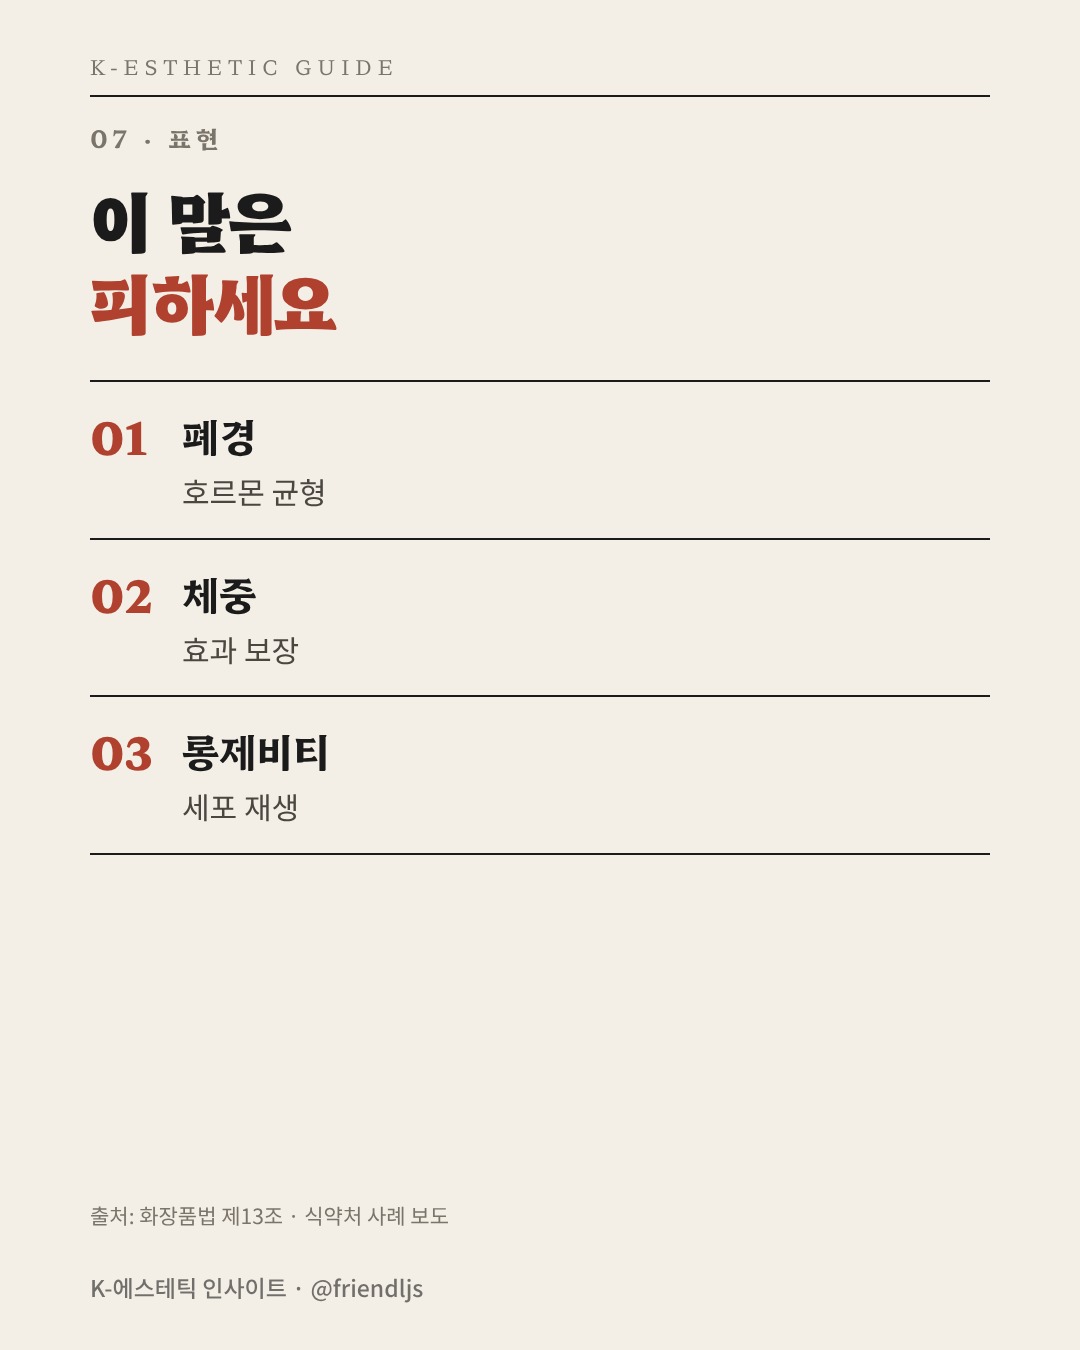 K-ESTHETIC GUIDE
07 · 표현
이 말은
피하세요
01 폐경
호르몬 균형
02 체중
효과 보장
03 롱제비티
세포 재생
출처: 화장품법 제13조 · 식약처 사례 보도
K-에스테틱 인사이트 · @friendljs